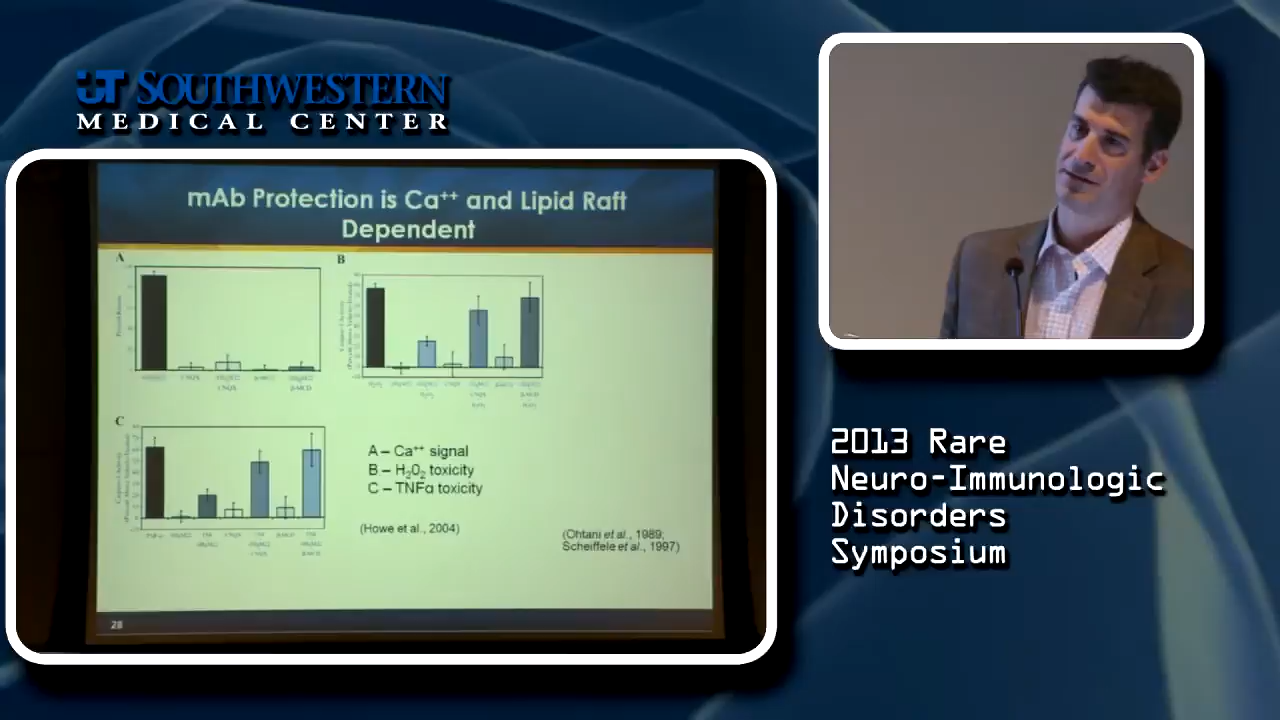 UT SOUTHWESTERN
MEDICAL CENTER
mAb Protection is Ca⁺⁺ and Lipid Raft
Dependent
A
B
C
A – Ca⁺⁺ signal
B – H₂0₂ toxicity
C – TNFα toxicity
(Howe et al., 2004)
(Ohtani et al., 1989;
Scheiffele et al., 1997)
28
2013 Rare
Neuro-Immunologic
Disorders
Symposium